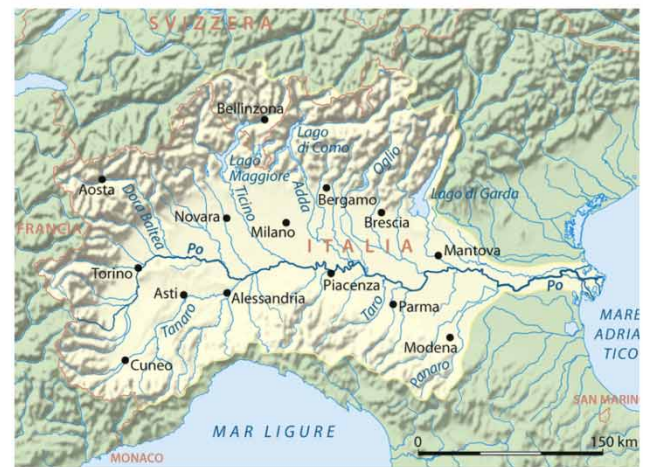 SVIZZERA
Bellinzona
Lago
di Como
Oglio
Lago
Maggiore
Adda
Aosta
Dora Baltea
Ticino
Bergamo
Lago di Garda
Novara
Brescia
Milano
FRANCIA
ITALIA
Mantova
Po
Torino
Piacenza
Po
Asti
Alessandria
Tanaro
Taro
Parma
MARE
ADRIA
TICO
Modena
Cuneo
Panaro
SAN MARINO
MAR LIGURE
0
150 km
MONACO